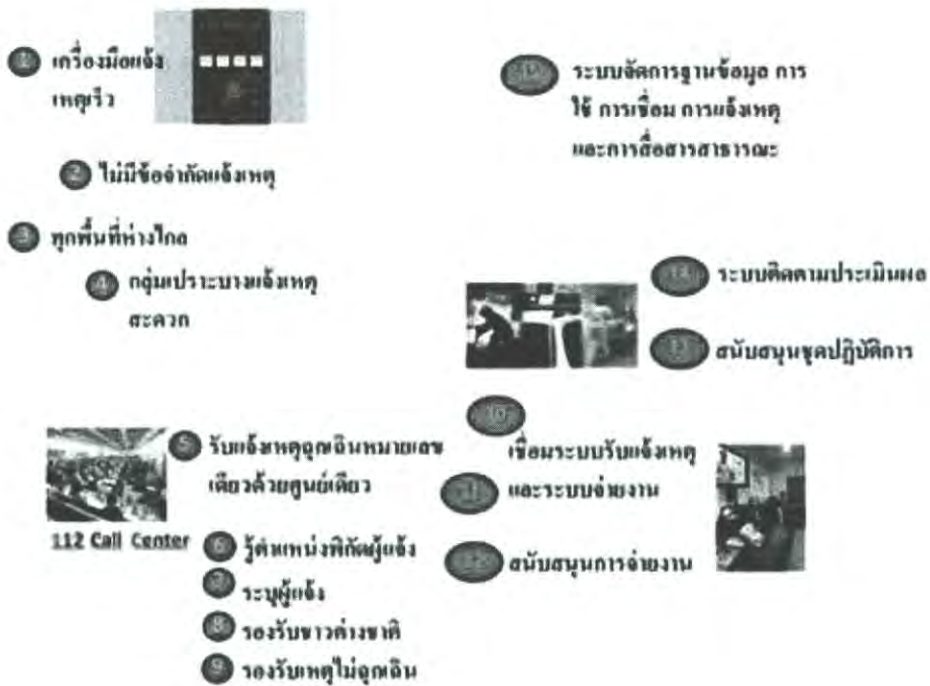 1 เครื่องมือแจ้ง
เหตุเร็ว
2 ไม่มีข้อจำกัดแจ้งเหตุ
3 ทุกพื้นที่ห่างไกล
4 กลุ่มเปราะบางแจ้งเหตุ
สะดวก
5 รับแจ้งเหตุฉุกเฉินหมายเลข
เดียวด้วยศูนย์เดียว
112 Call Center
6 รู้ตำแหน่งพิกัดผู้แจ้ง
7 ระบุผู้แจ้ง
8 รองรับชาวต่างชาติ
9 รองรับเหตุไม่ฉุกเฉิน
ระบบจัดการฐานข้อมูล การ
ใช้ การเชื่อม การแจ้งเหตุ
และการสื่อสารสาธารณะ
ระบบติดตามประเมินผล
สนับสนุนชุดปฏิบัติการ
10
เชื่อมระบบรับแจ้งเหตุ
และระบบจ่ายงาน
สนับสนุนการจ่ายงาน